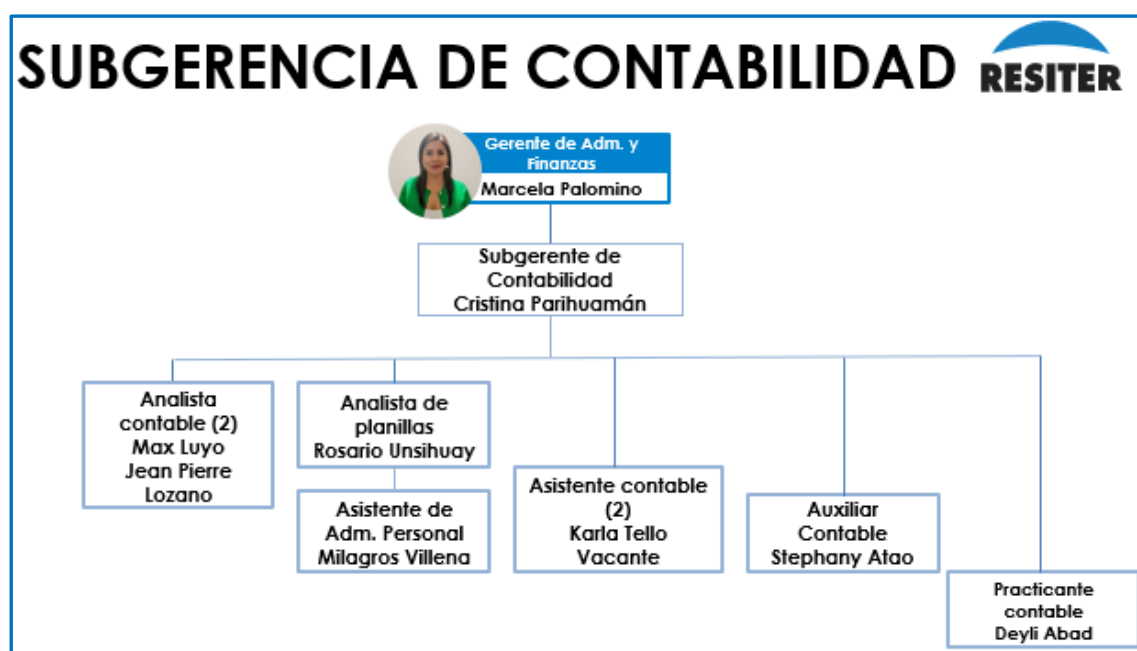 SUBGERENCIA DE CONTABILIDAD
RESITER
Gerente de Adm. y
Finanzas
Marcela Palomino
Subgerente de
Contabilidad
Cristina Parihuamán
Analista
contable (2)
Max Luyo
Jean Pierre
Lozano
Analista de
planillas
Rosario Unsihuay
Asistente de
Adm. Personal
Milagros Villena
Asistente contable
(2)
Karla Tello
Vacante
Auxiliar
Contable
Stephany Atao
Practicante
contable
Deyli Abad